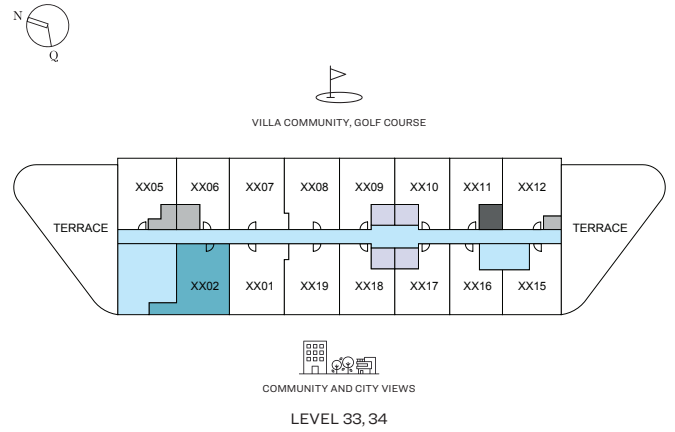 N
Q
VILLA COMMUNITY, GOLF COURSE
XX05 XX06 XX07 XX08 XX09 XX10 XX11 XX12
TERRACE TERRACE
XX02 XX01 XX19 XX18 XX17 XX16 XX15
COMMUNITY AND CITY VIEWS
LEVEL 33, 34